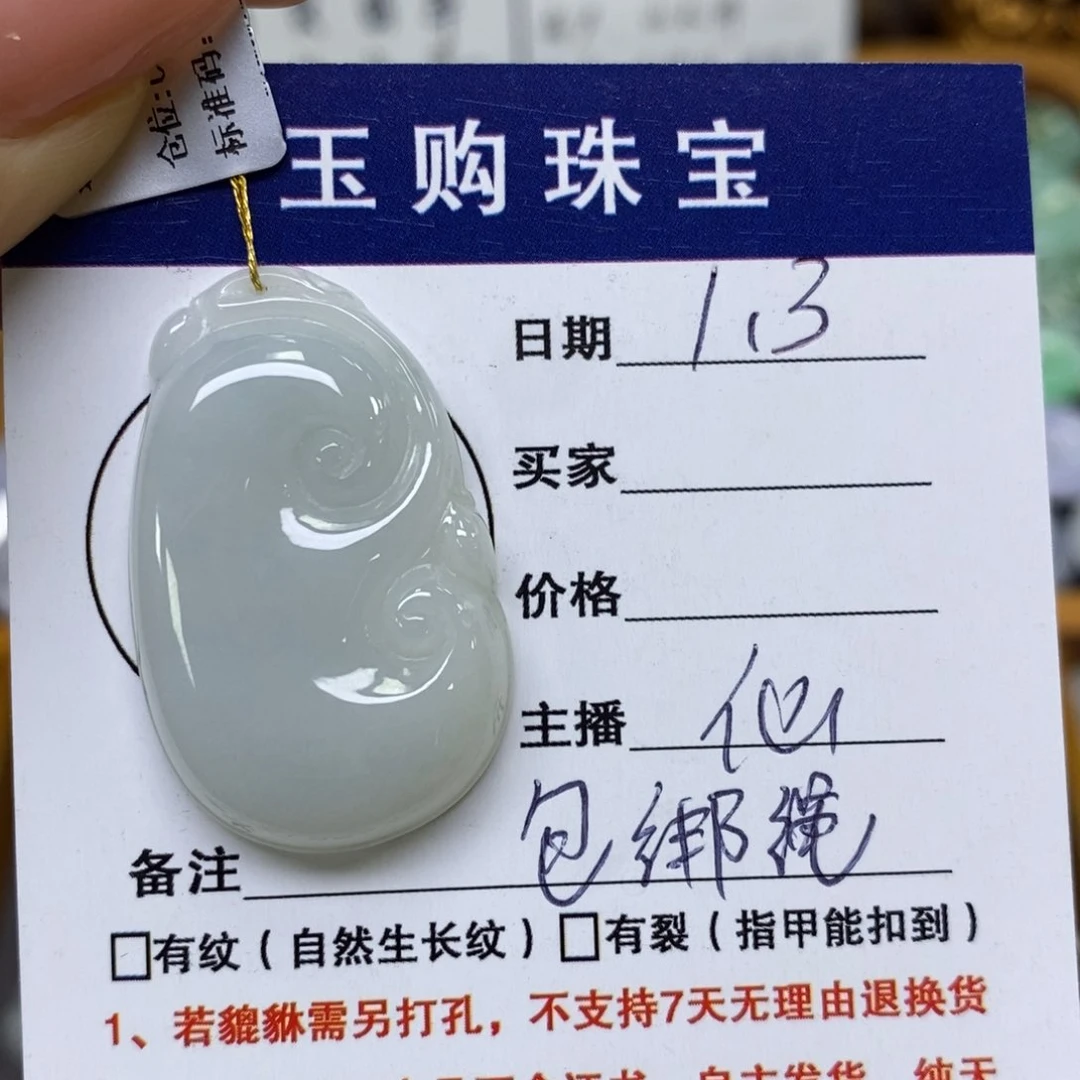 仓位:
标准码:
玉购珠宝
日期 1.3
买家
价格
主播 仙
包绑绳
备注
有纹(自然生长纹) 有裂(指甲能扣到)
1、若貔貅需另打孔,不支持7天无理由退换货